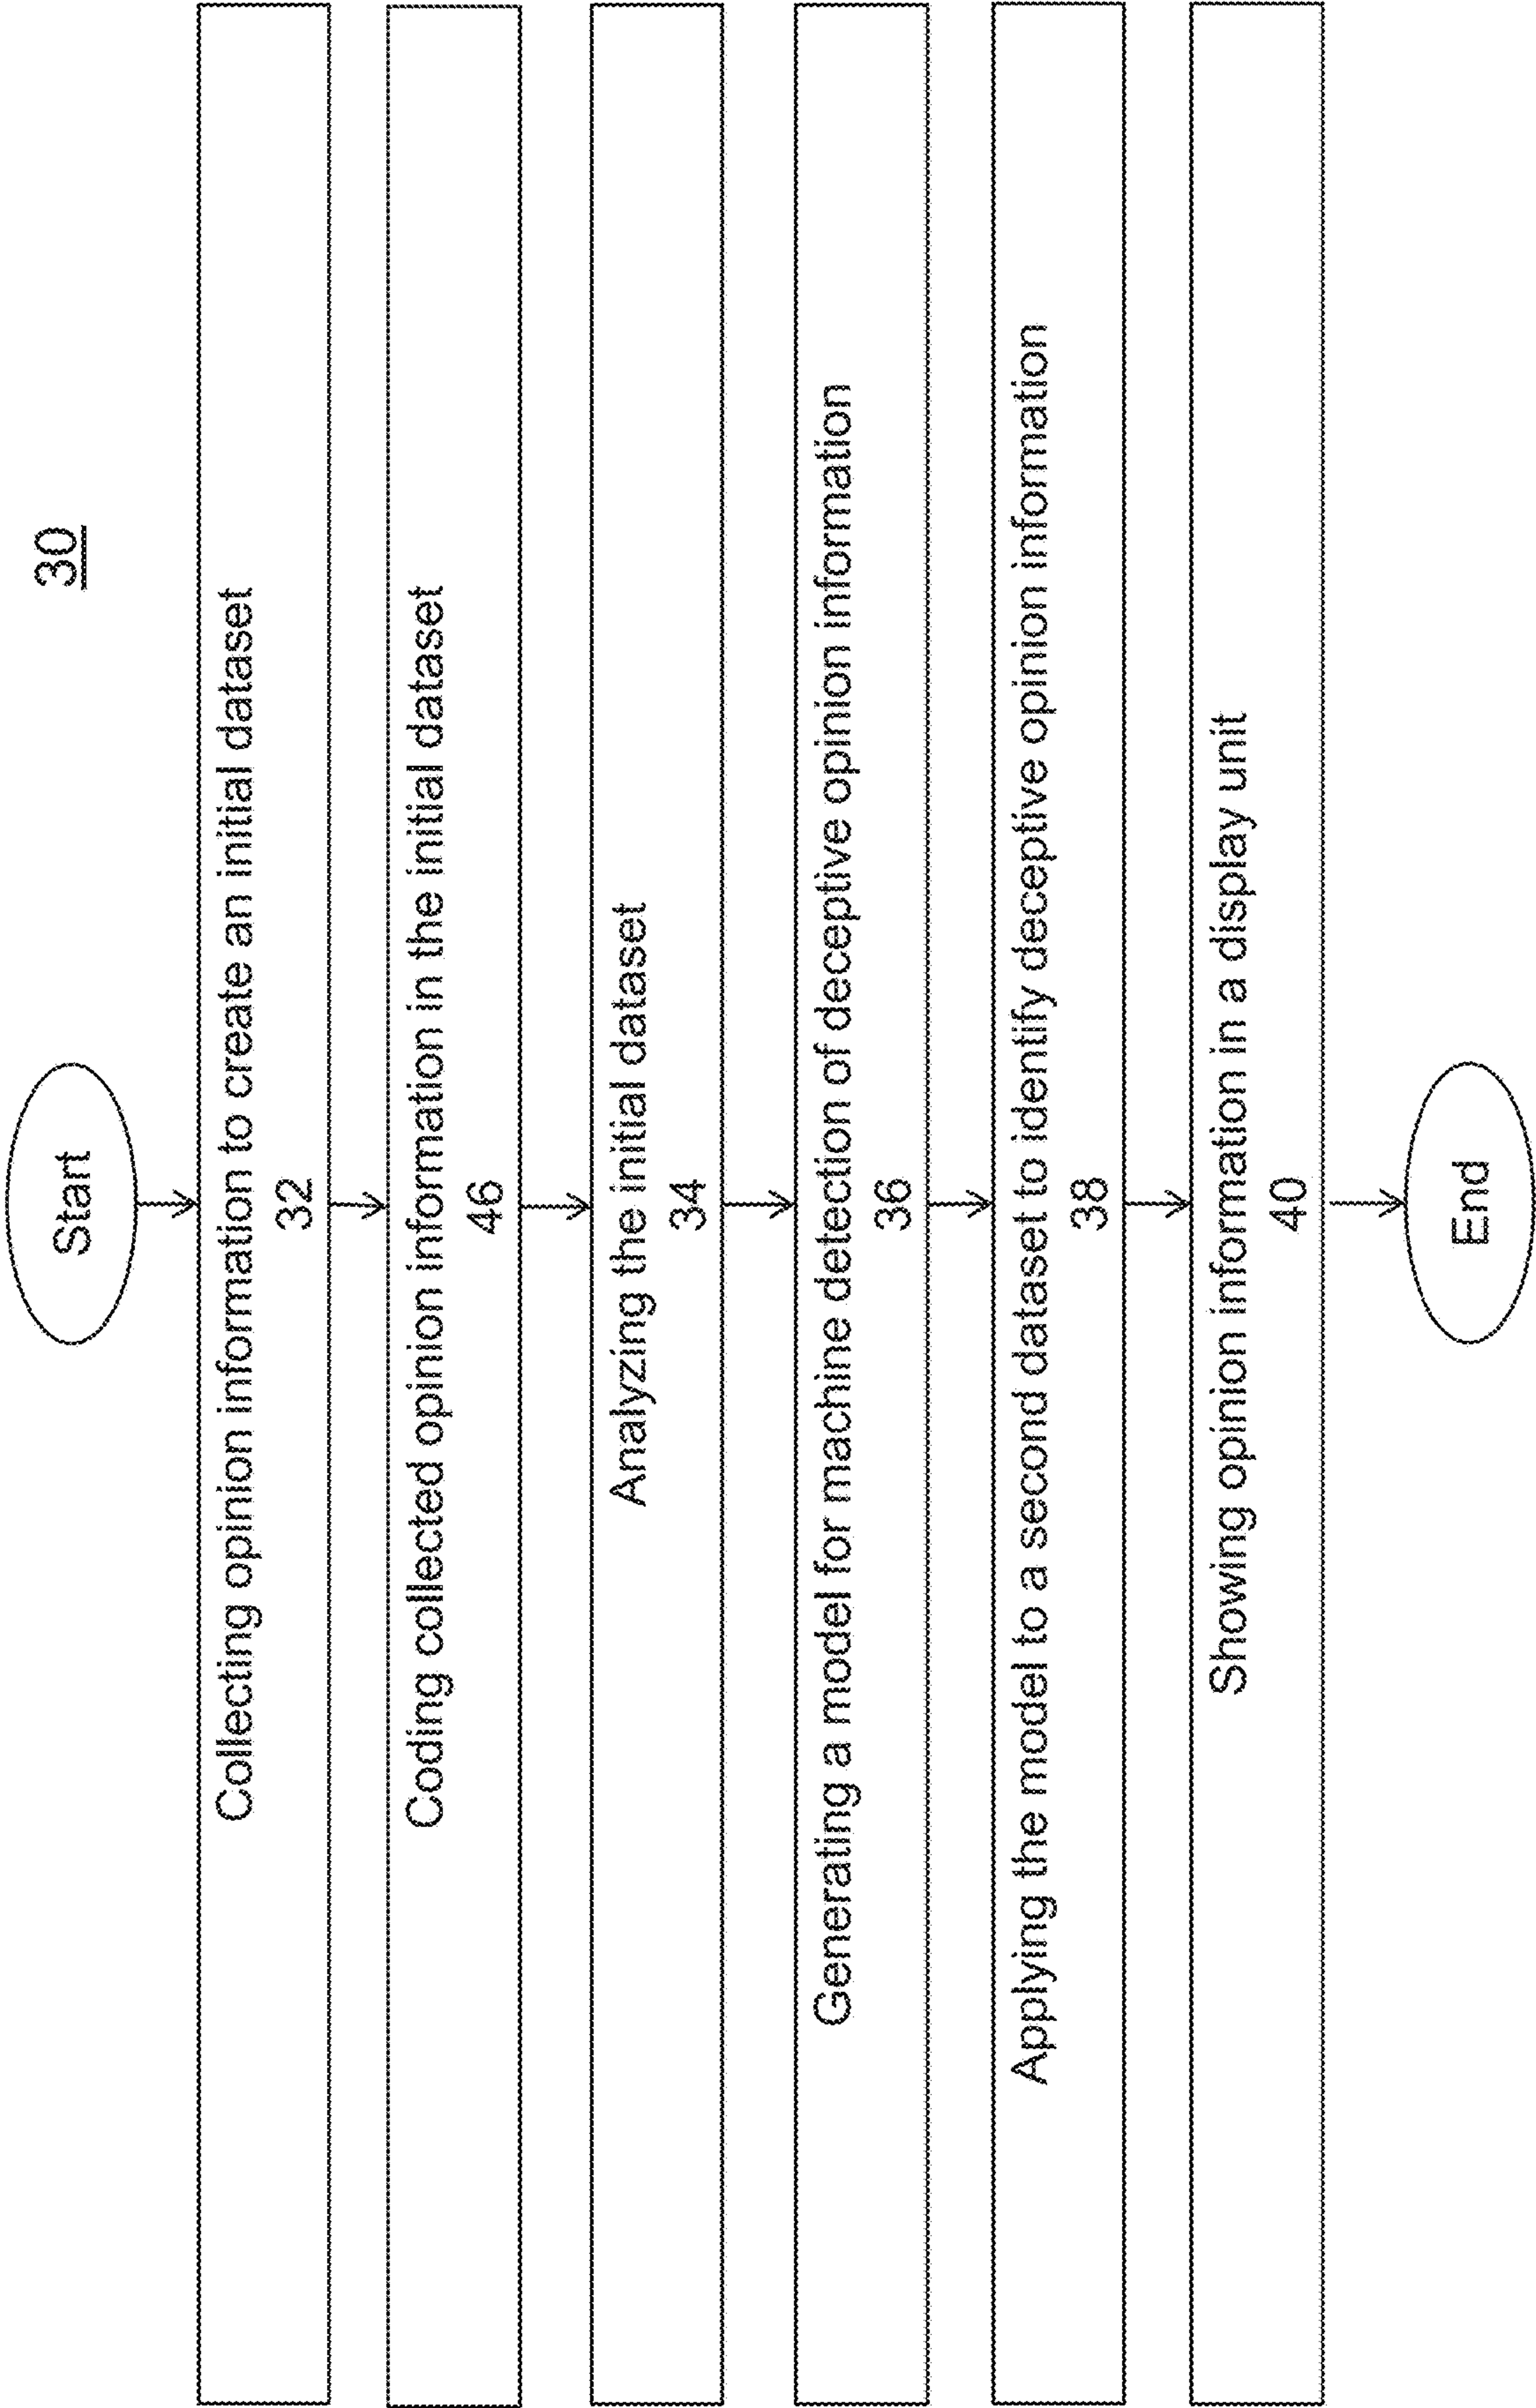 30
Start
Collecting opinion information to create an initial dataset
32
Coding collected opinion information in the initial dataset
46
Analyzing the initial dataset
34
Generating a model for machine detection of deceptive opinion information
36
Applying the model to a second dataset to identify deceptive opinion information
38
Showing opinion information in a display unit
40
End